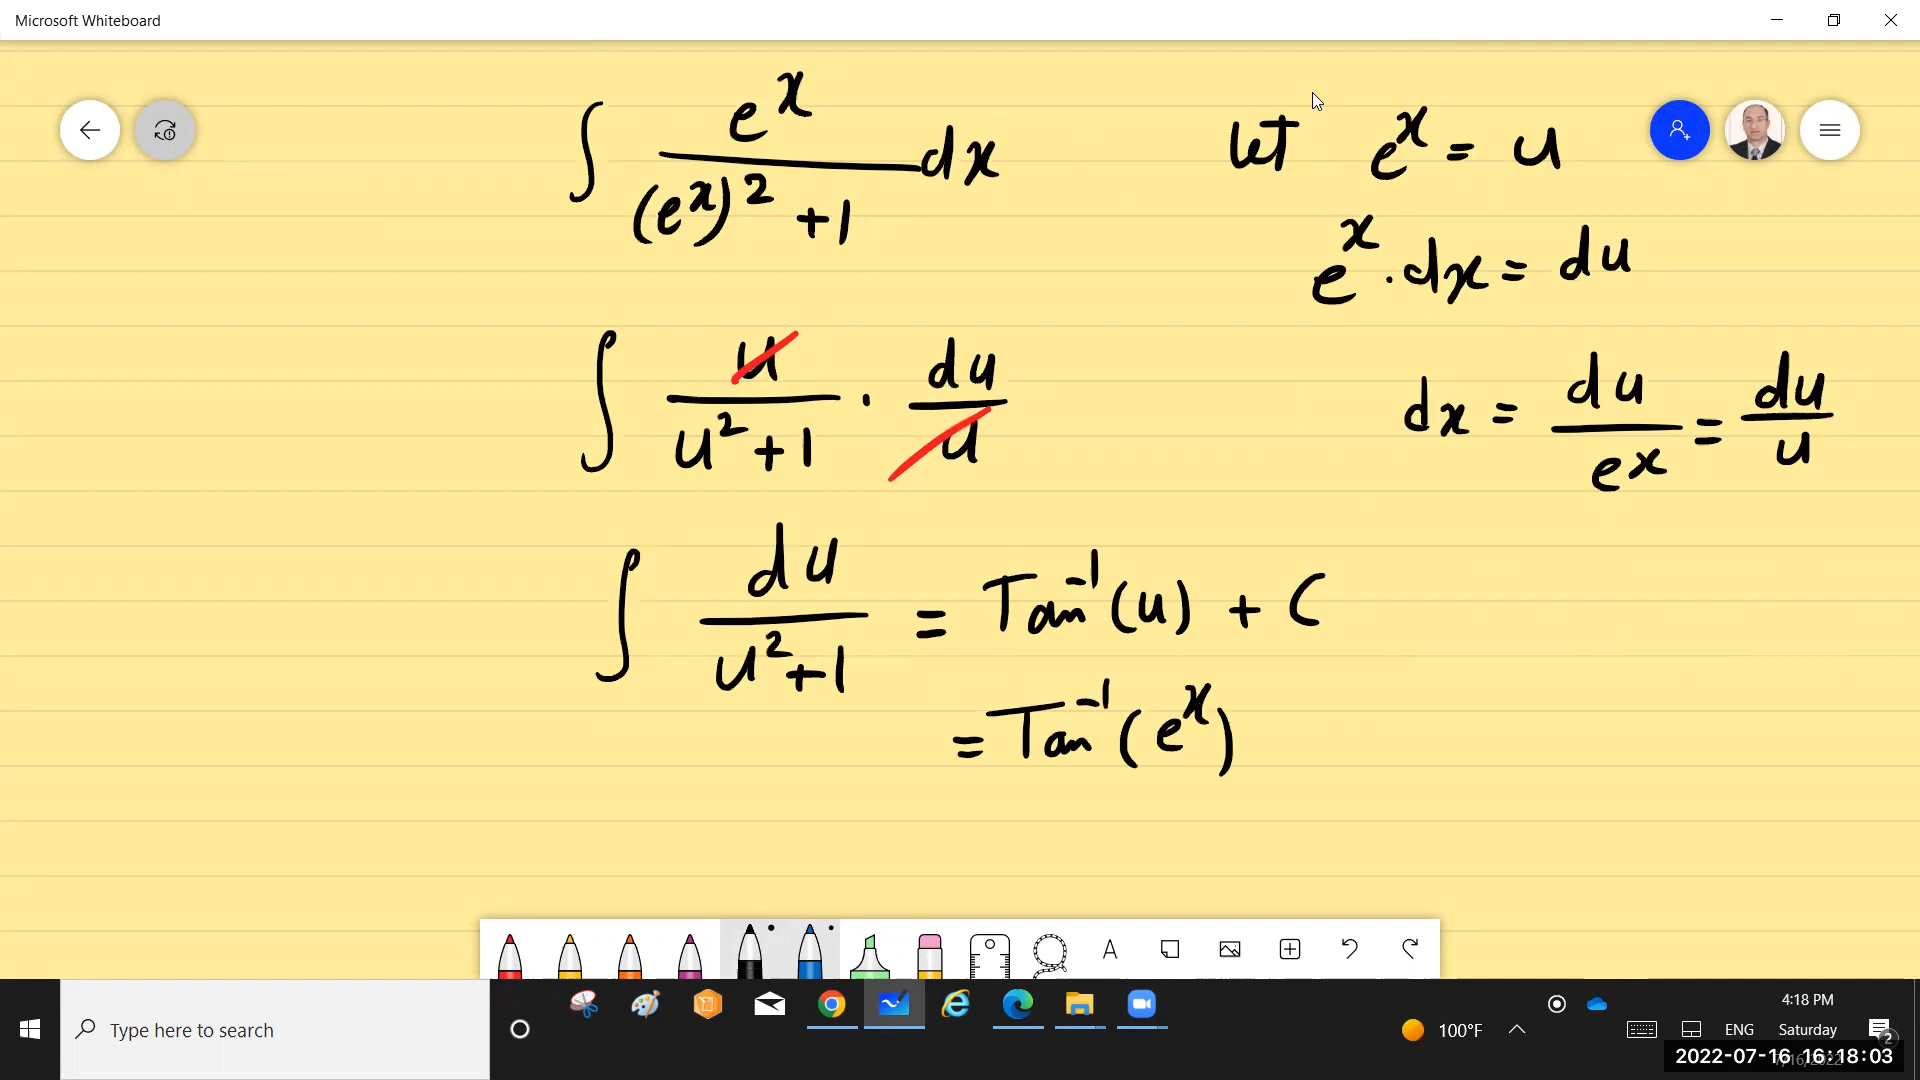 Microsoft Whiteboard
∫ e^x / ((e^x)^2 + 1) dx
let e^x = u
e^x . dx = du
∫ u / (u^2 + 1) . du / u
dx = du / e^x = du / u
∫ du / (u^2 + 1) = Tan^-1 (u) + C
= Tan^-1 (e^x)
A
Type here to search
100°F
ENG
4:18 PM
Saturday
2
2022-07-16 16:18:03